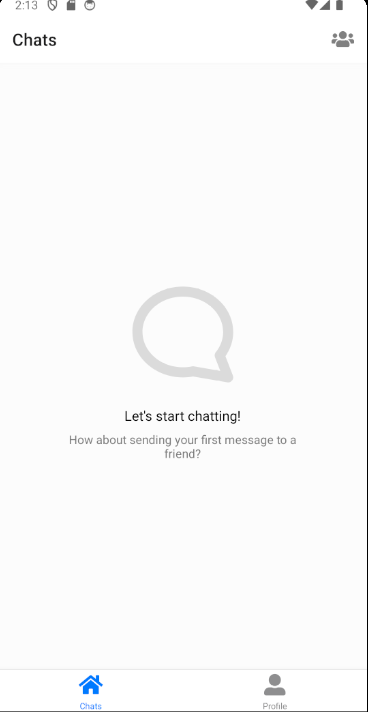 2:13
Chats
Let's start chatting!
How about sending your first message to a
friend?
Chats
Profile